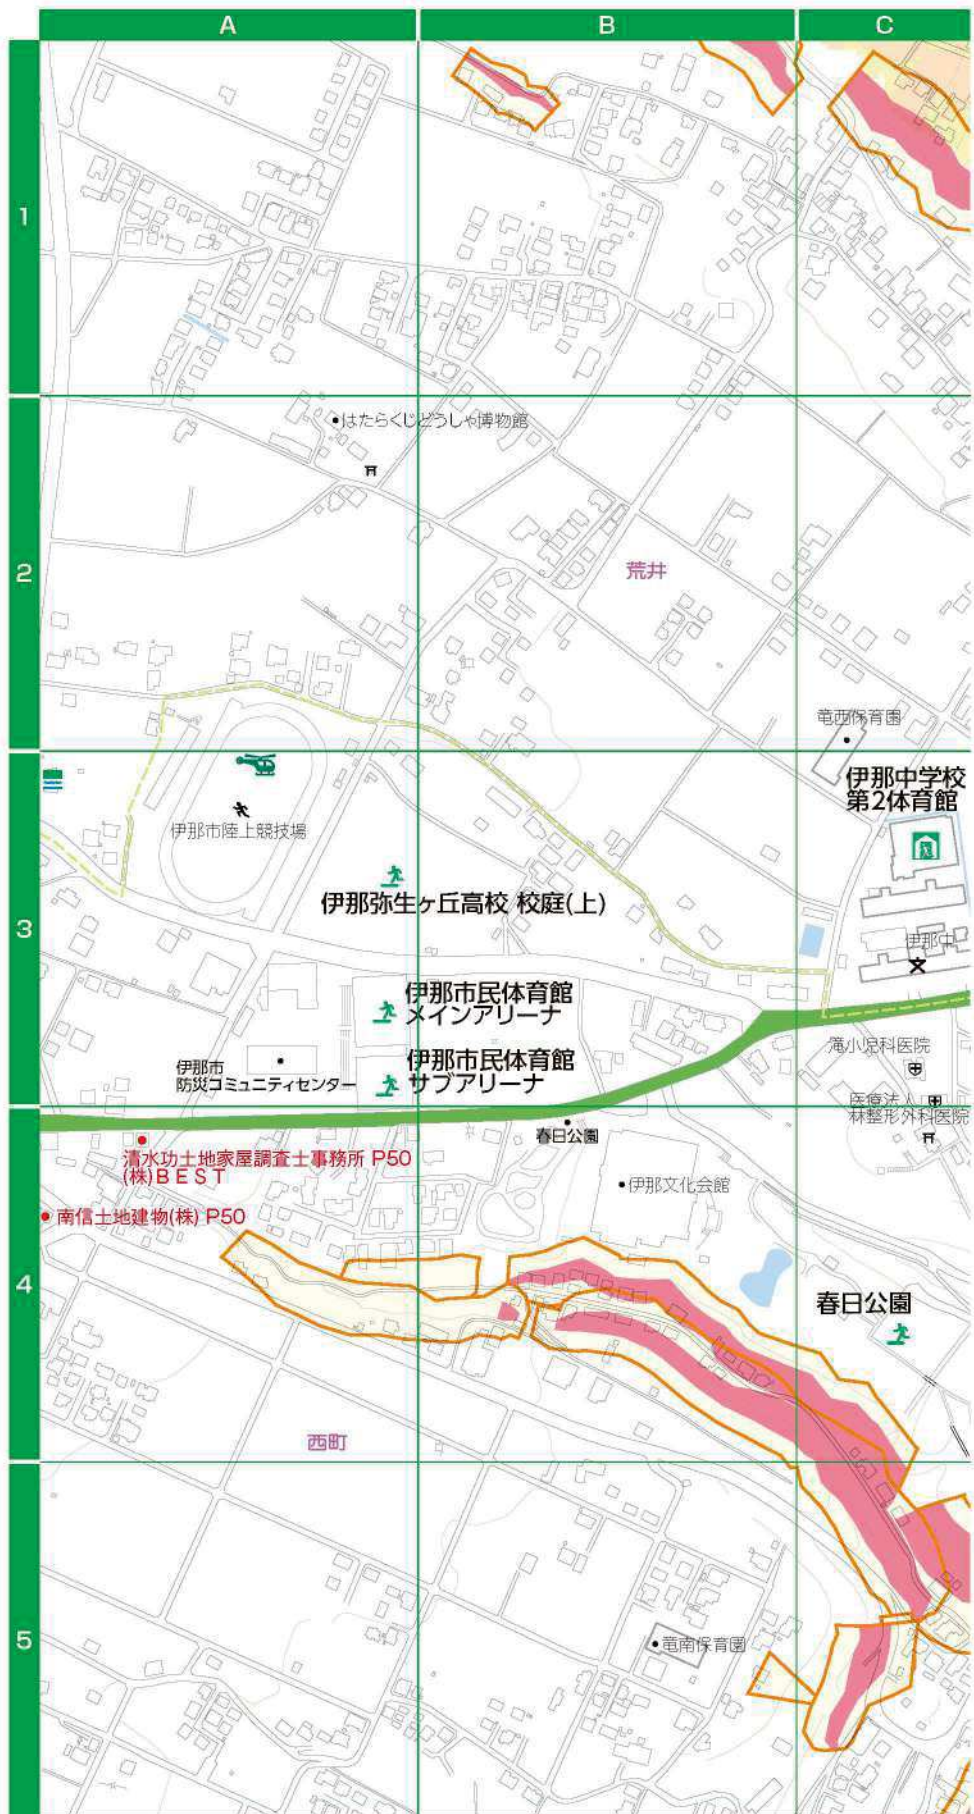 A
B
C
1
はたらくじどうしゃ博物館
2
荒井
竜西保育園
伊那中学校
第2体育館
伊那市陸上競技場
伊那弥生ヶ丘高校 校庭(上)
3
伊那中
伊那市民体育館
メインアリーナ
滝小児科医院
伊那市
防災コミュニティセンター
伊那市民体育館
サブアリーナ
医療法人
林整形外科医院
春日公園
清水功土地家屋調査士事務所 P50
(株)BEST
伊那文化会館
南信土地建物(株) P50
4
春日公園
西町
5
竜南保育園